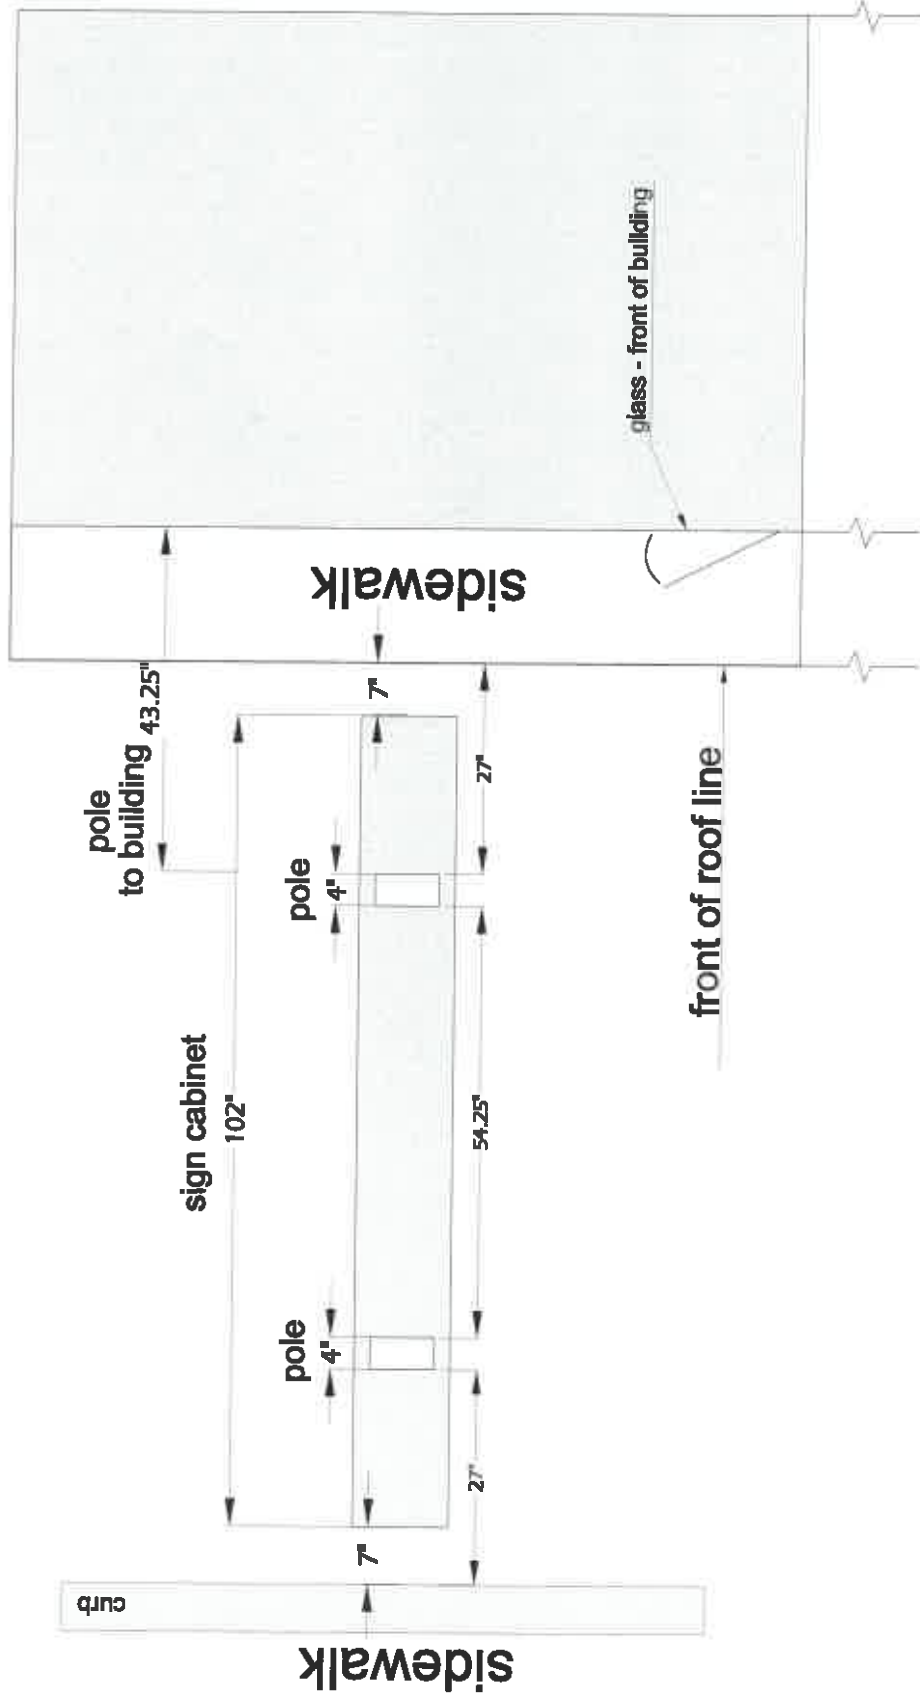 curb
sidewalk
7"
27"
pole
4"
sign cabinet
102"
54.25"
pole
4"
27"
7"
pole
to building
43.25"
sidewalk
front of roof line
glass - front of building